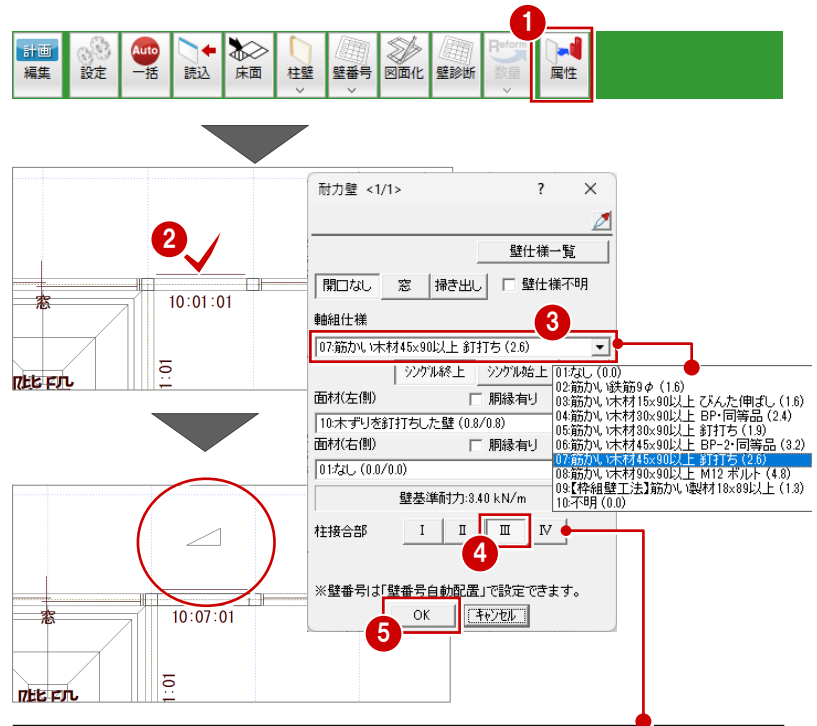 1
計画
編集
設定
Auto
一括
読込
床面
柱壁
壁番号
図面化
壁診断
Reform
数量
属性
耐力壁 <1/1>
?
×
壁仕様一覧
開口なし 窓 掃き出し 壁仕様不明
軸組仕様
3
07:筋かい木材45x90以上 釘打ち (2.6)
シングル終上 シングル始上
面材(左側) 胴縁有り
10:木ずりを釘打ちした壁 (0.8/0.8)
面材(右側) 胴縁有り
01:なし (0.0/0.0)
壁基準耐力:3.40 kN/m
柱接合部 Ⅰ Ⅱ Ⅲ Ⅳ
4
※壁番号は「壁番号自動配置」で設定できます。
OK キャンセル
5
01:なし (0.0)
02:筋かい鉄筋9φ (1.6)
03:筋かい木材15x90以上 びんた伸ばし (1.6)
04:筋かい木材30x90以上 BP・同等品 (2.4)
05:筋かい木材30x90以上 釘打ち (1.9)
06:筋かい木材45x90以上 BP-2・同等品 (3.2)
07:筋かい木材45x90以上 釘打ち (2.6)
08:筋かい木材90x90以上 M12 ボルト (4.8)
09:【枠組壁工法】筋かい製材18x89以上 (1.3)
10:不明 (0.0)
2
窓
10:01:01
1:01
窓
10:07:01
1:01